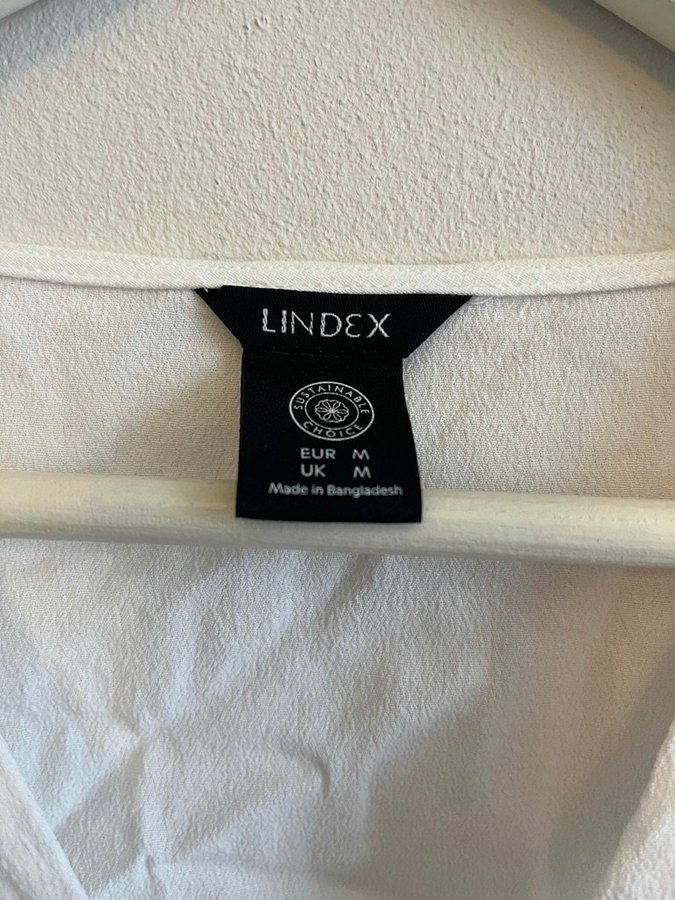 LINDEX
SUSTAINABLE
CHOICE
EUR M
UK M
Made in Bangladesh